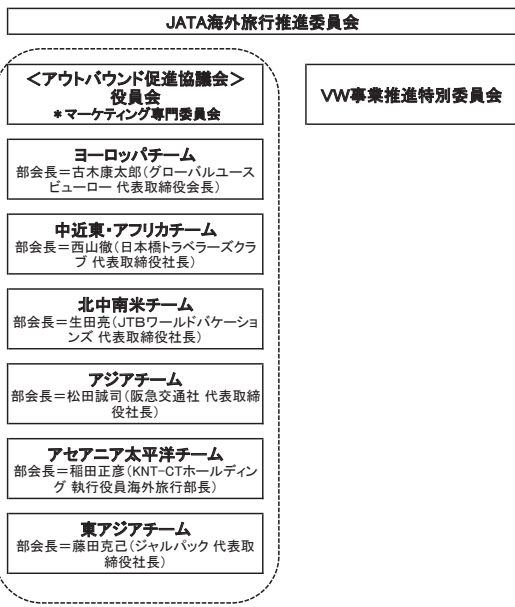 JATA海外旅行推進委員会
＜アウトバウンド促進協議会＞
役員会
＊マーケティング専門委員会
VW事業推進特別委員会
ヨーロッパチーム
部会長＝古木康太郎(グローバルユース
ビューロー 代表取締役会長)
中近東・アフリカチーム
部会長＝西山徹(日本橋トラベラーズクラ
ブ 代表取締役社長)
北中南米チーム
部会長＝生田亮(JTBワールドバケーショ
ンズ 代表取締役社長)
アジアチーム
部会長＝松田誠司(阪急交通社 代表取締
役社長)
アセアニア太平洋チーム
部会長＝稲田正彦(KNT-CTホールディン
グ 執行役員海外旅行部長)
東アジアチーム
部会長＝藤田克己(ジャルパック 代表取
締役社長)